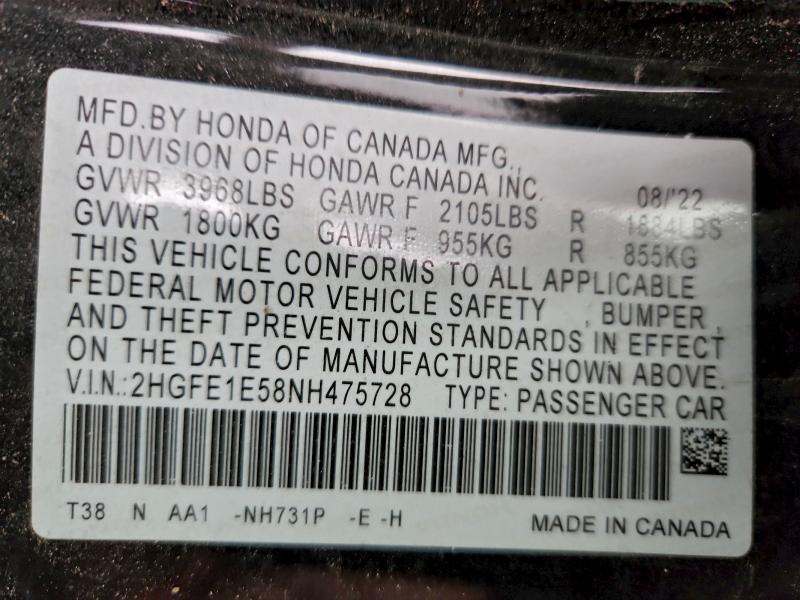 MFD.BY HONDA OF CANADA MFG.,
A DIVISION OF HONDA CANADA INC.
GVWR 3968LBS GAWR F 2105LBS R 1884LBS 08/'22
GVWR 1800KG GAWR F 955KG R 855KG
THIS VEHICLE CONFORMS TO ALL APPLICABLE
FEDERAL MOTOR VEHICLE SAFETY , BUMPER ,
AND THEFT PREVENTION STANDARDS IN EFFECT
ON THE DATE OF MANUFACTURE SHOWN ABOVE.
V.I.N.:2HGFE1E58NH475728 TYPE: PASSENGER CAR
T38 N AA1 -NH731P -E -H MADE IN CANADA